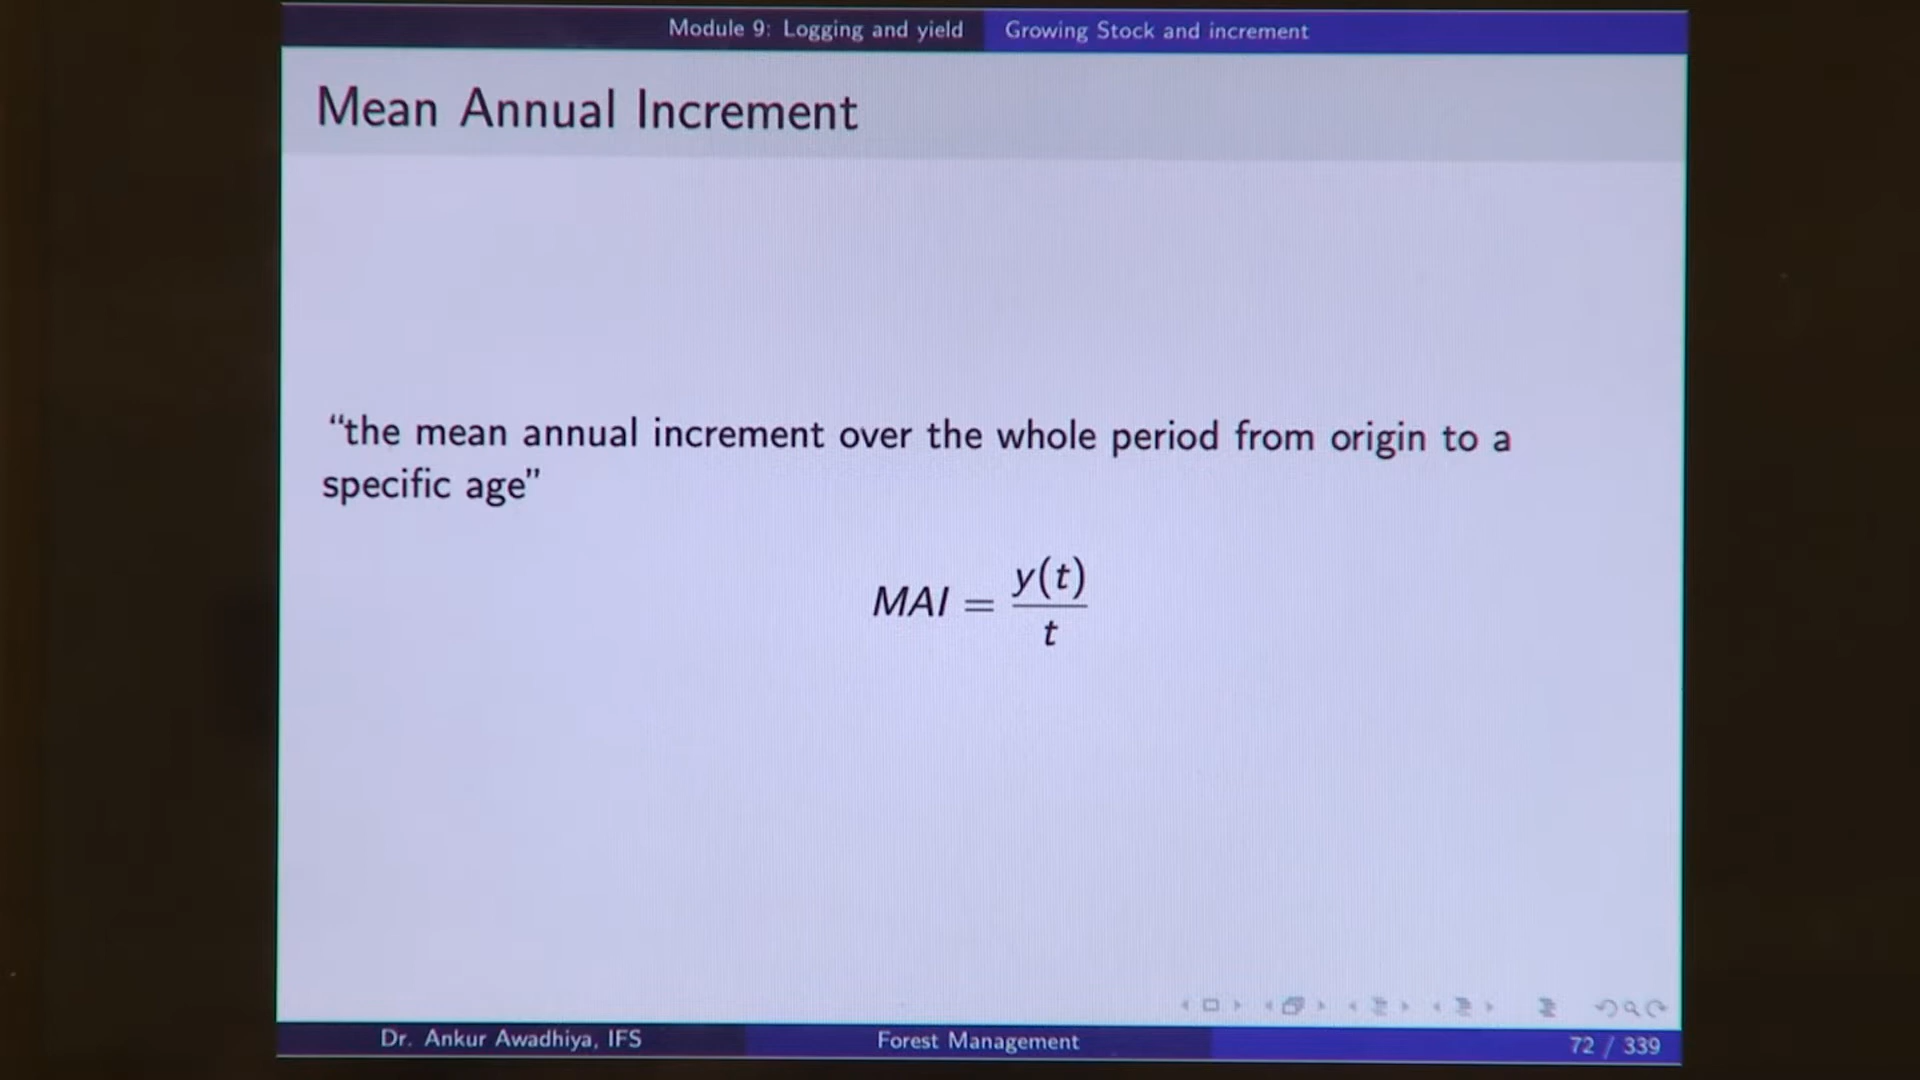 Module 9: Logging and yield Growing Stock and increment
Mean Annual Increment
“the mean annual increment over the whole period from origin to a
specific age”
MAI = y(t)/t
Dr. Ankur Awadhiya, IFS Forest Management 72 / 339